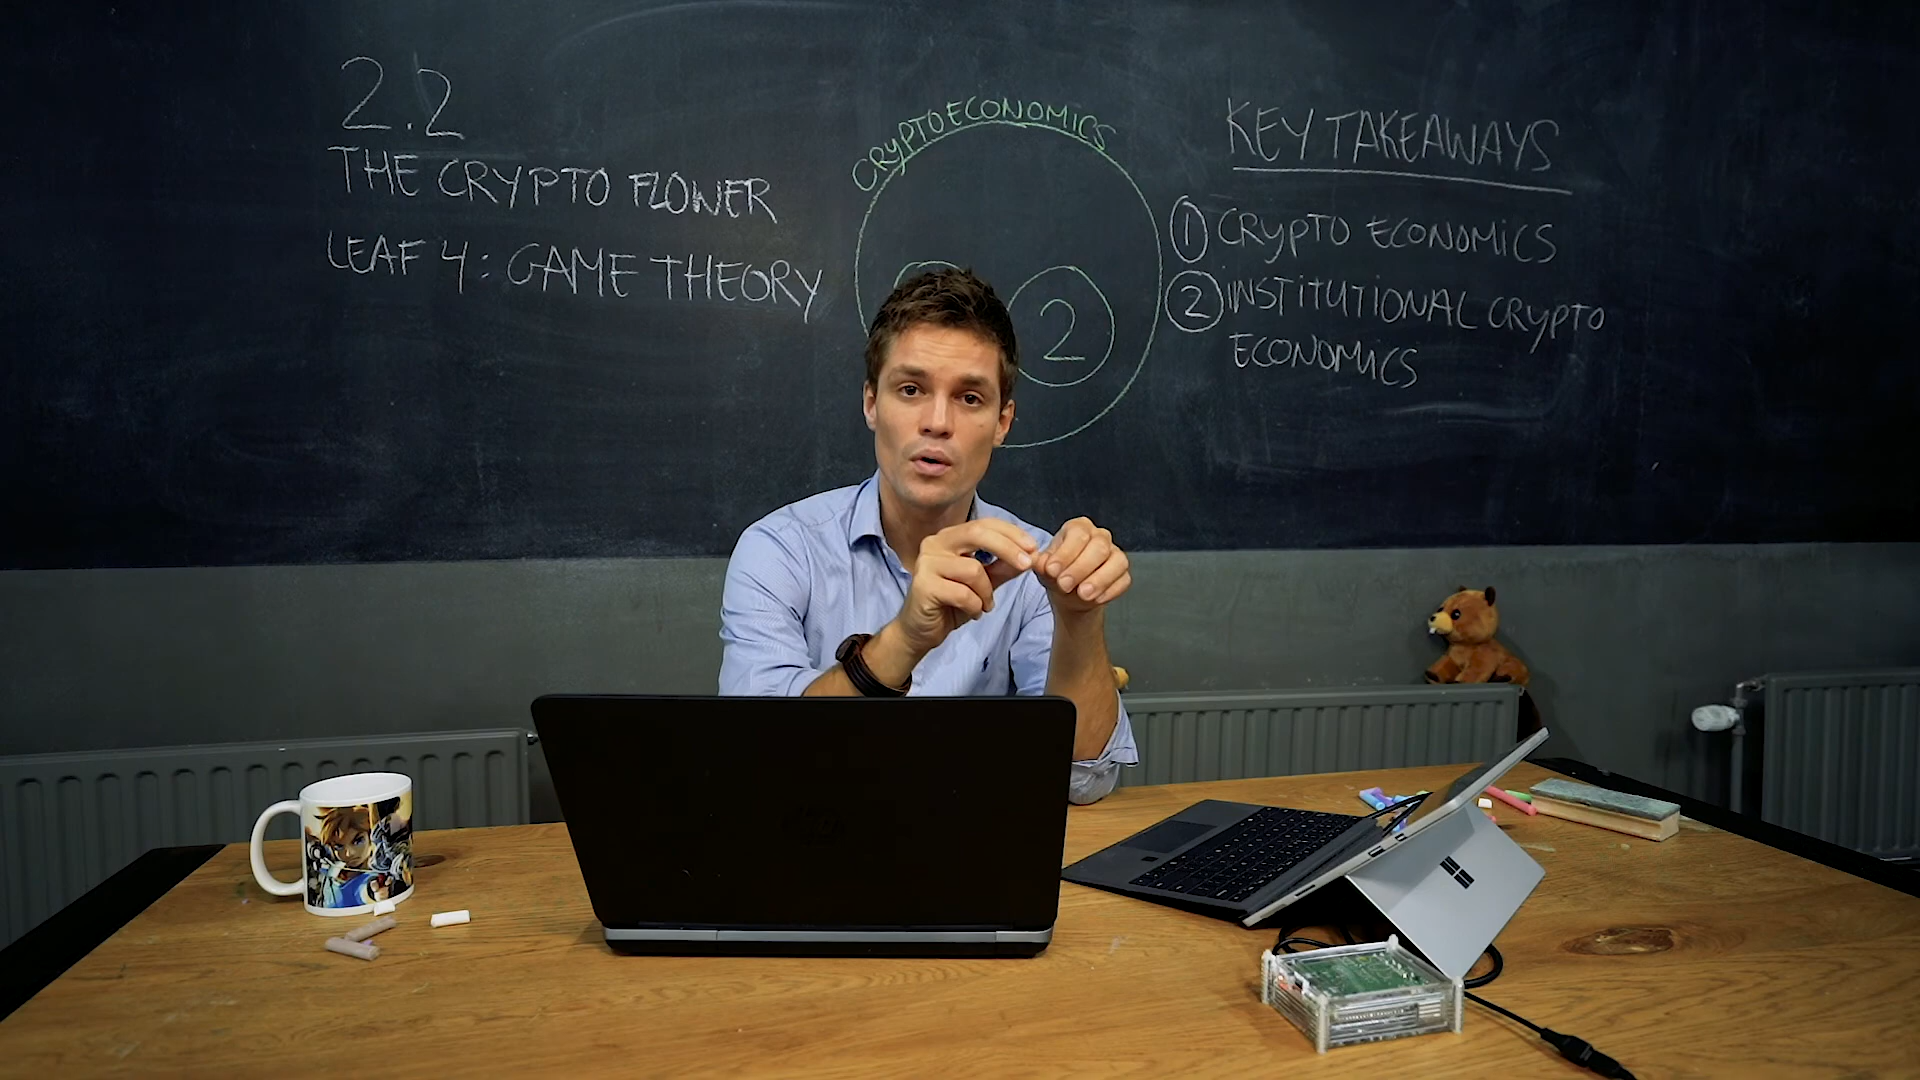 2.2
THE CRYPTO FLOWER
LEAF 4: GAME THEORY
CRYPTOECONOMICS
2
KEY TAKEAWAYS
1 CRYPTO ECONOMICS
2 INSTITUTIONAL CRYPTO
ECONOMICS